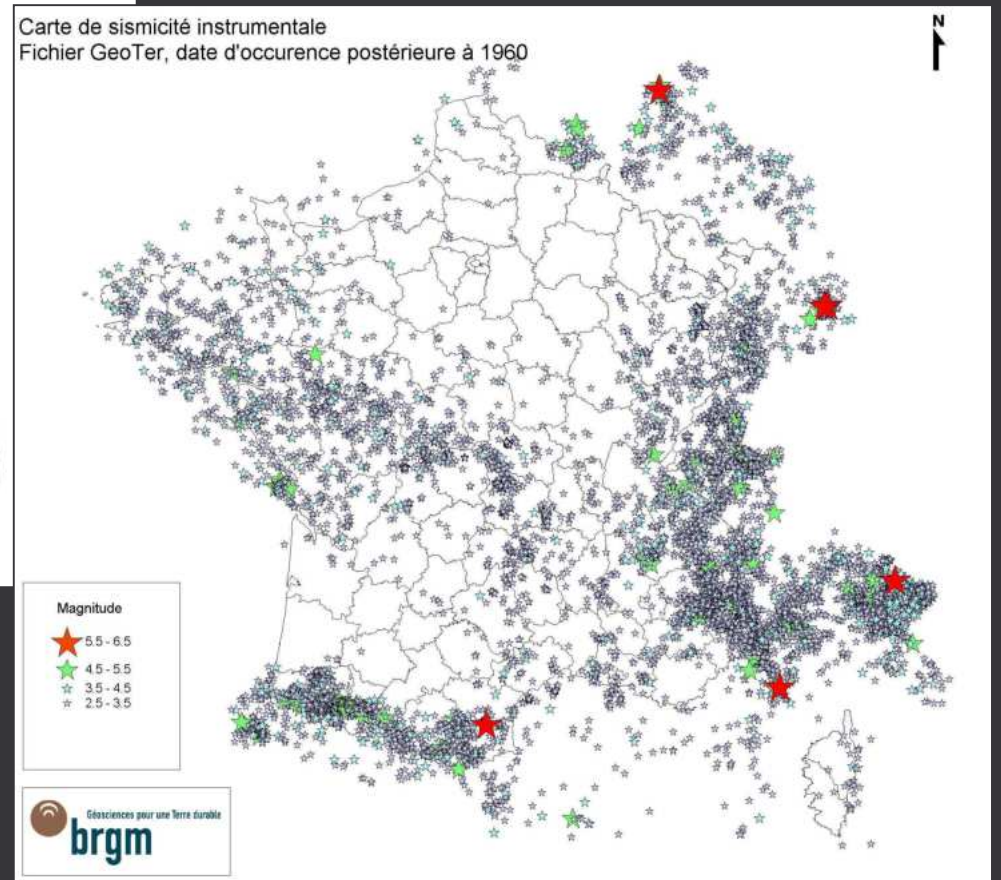 Carte de sismicité instrumentale
Fichier GeoTer, date d'occurence postérieure à 1960
N
Magnitude
5.5 - 6.5
4.5 - 5.5
3.5 - 4.5
2.5 - 3.5
Géosciences pour une Terre durable
brgm